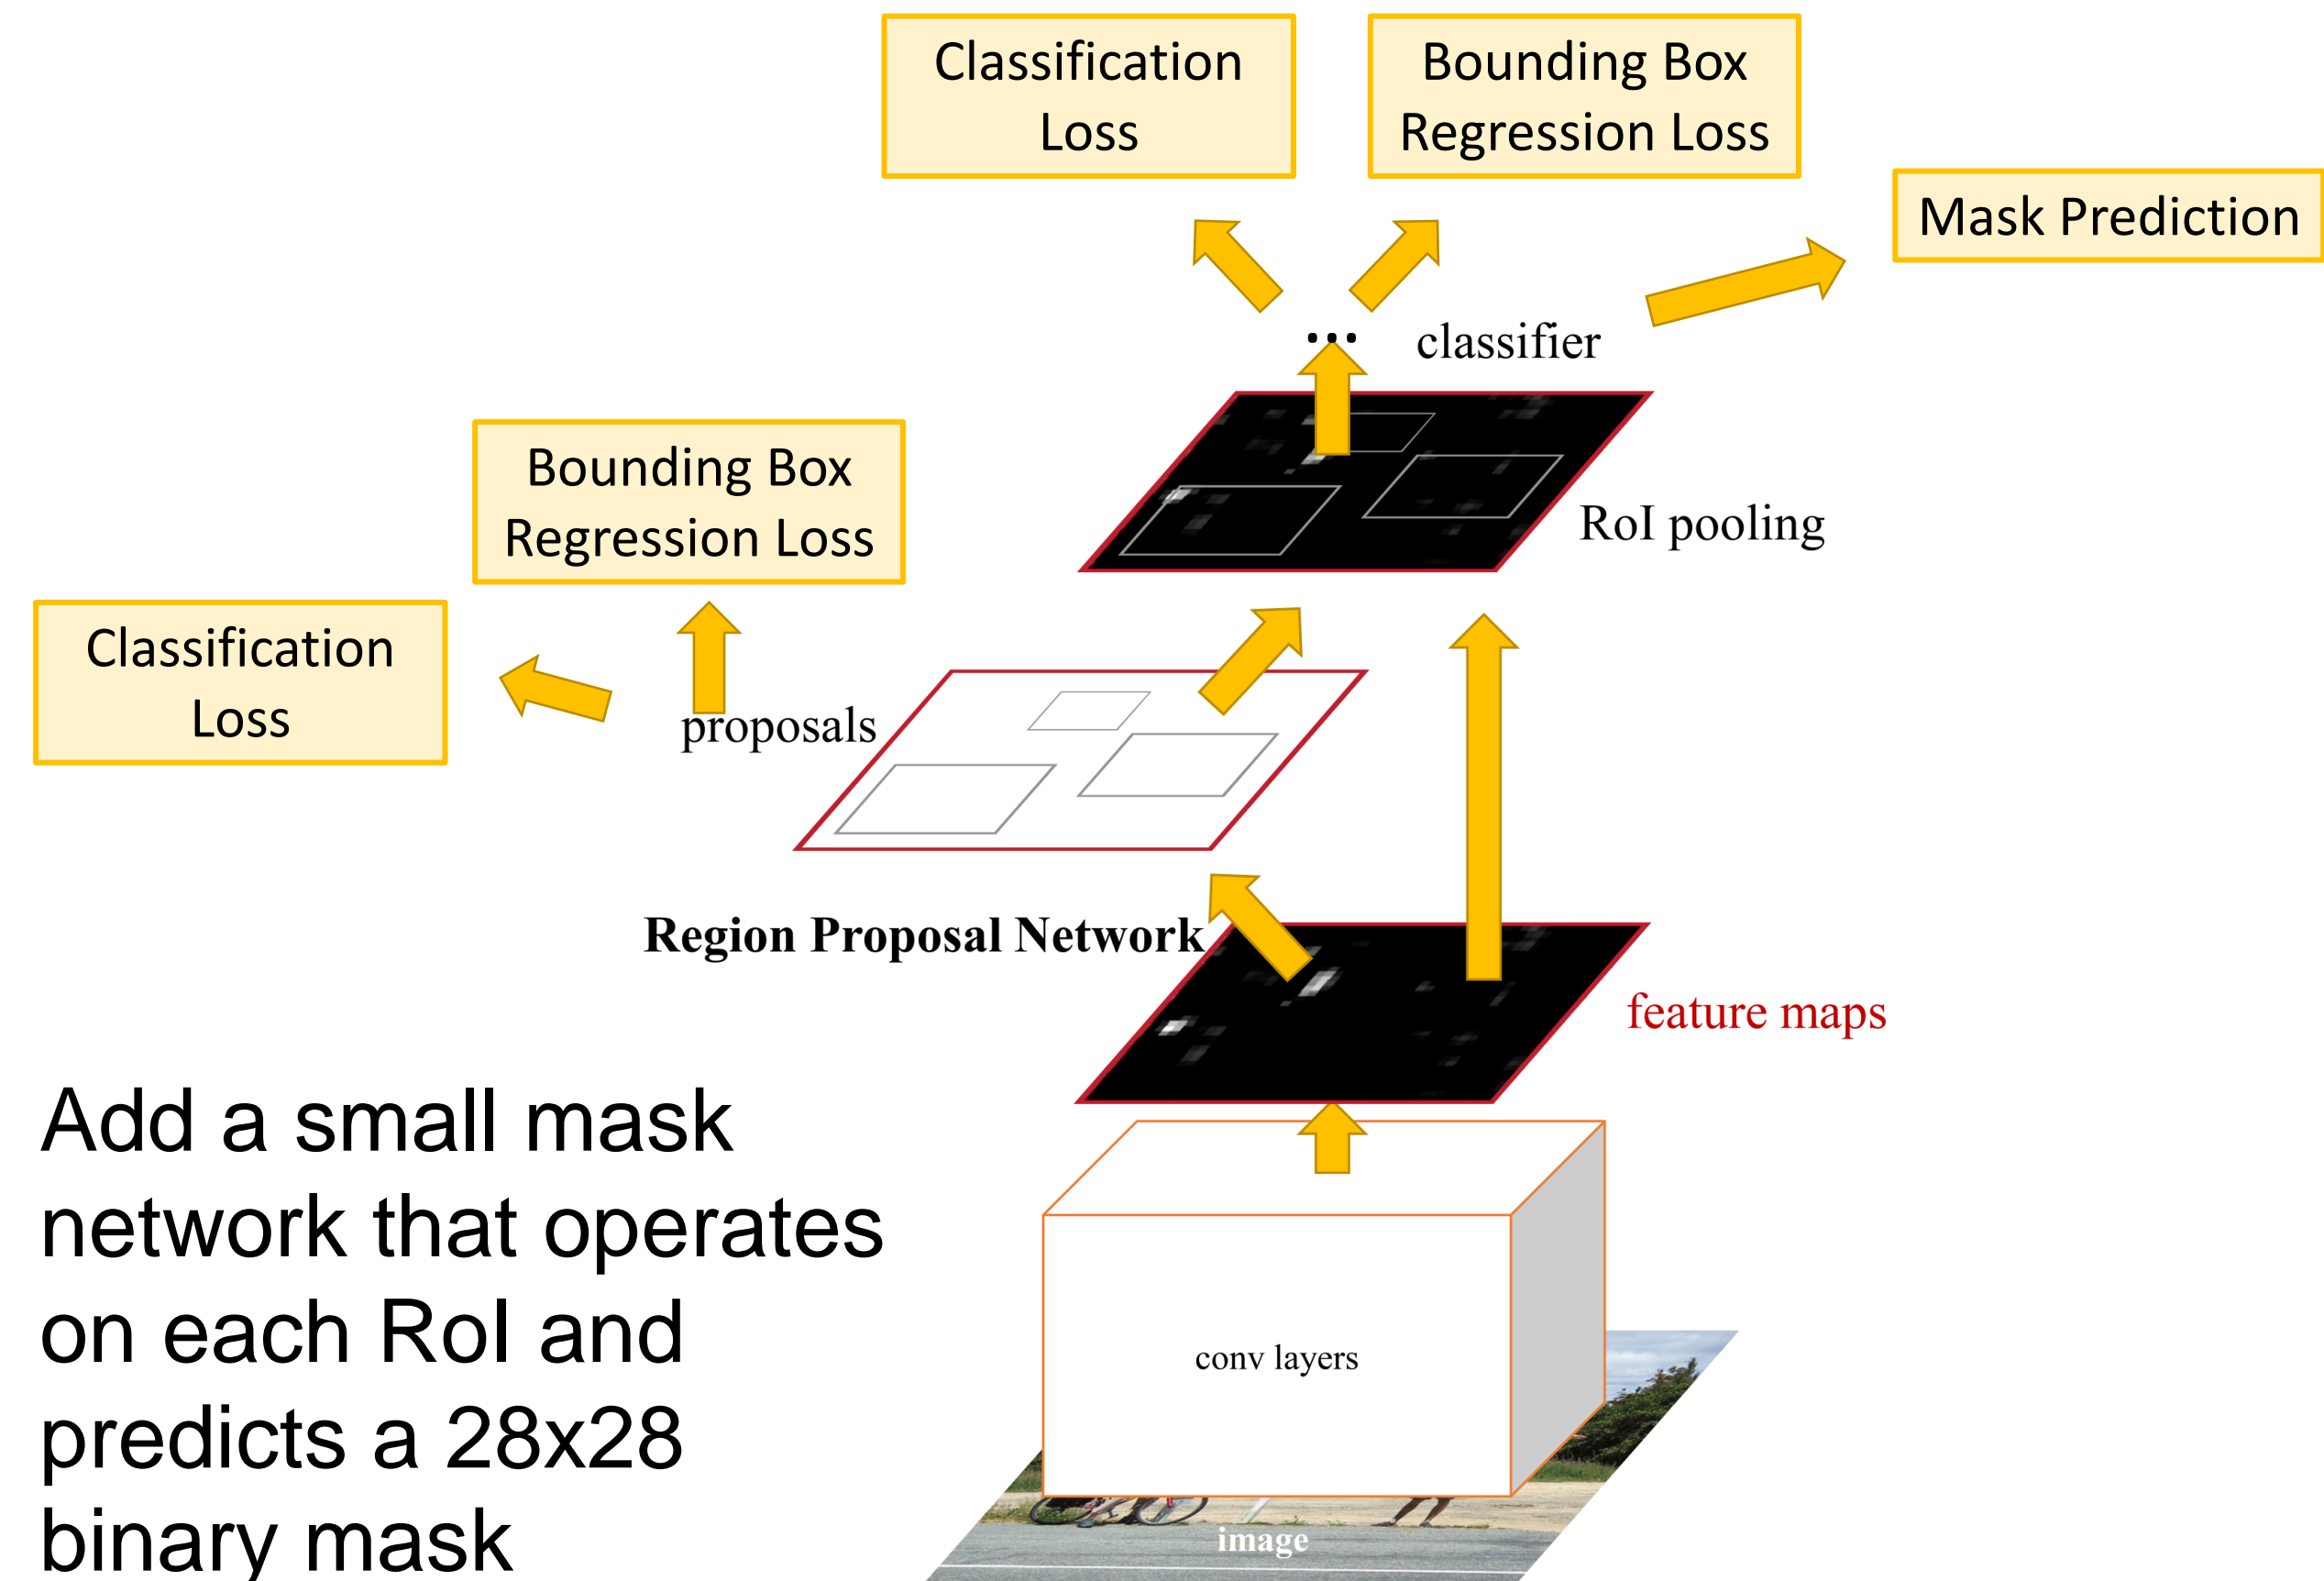 Classification
Loss
Bounding Box
Regression Loss
Mask Prediction
...
classifier
Bounding Box
Regression Loss
RoI pooling
Classification
Loss
proposals
Region Proposal Network
feature maps
Add a small mask
network that operates
on each RoI and
predicts a 28x28
binary mask
conv layers
image